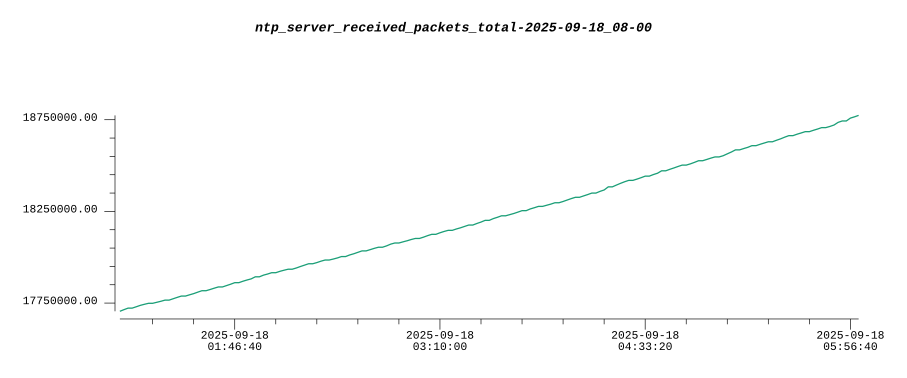 ntp_server_received_packets_total-2025-09-18_08-00
18750000.00
18250000.00
17750000.00
2025-09-18 2025-09-18 2025-09-18 2025-09-18
01:46:40 03:10:00 04:33:20 05:56:40